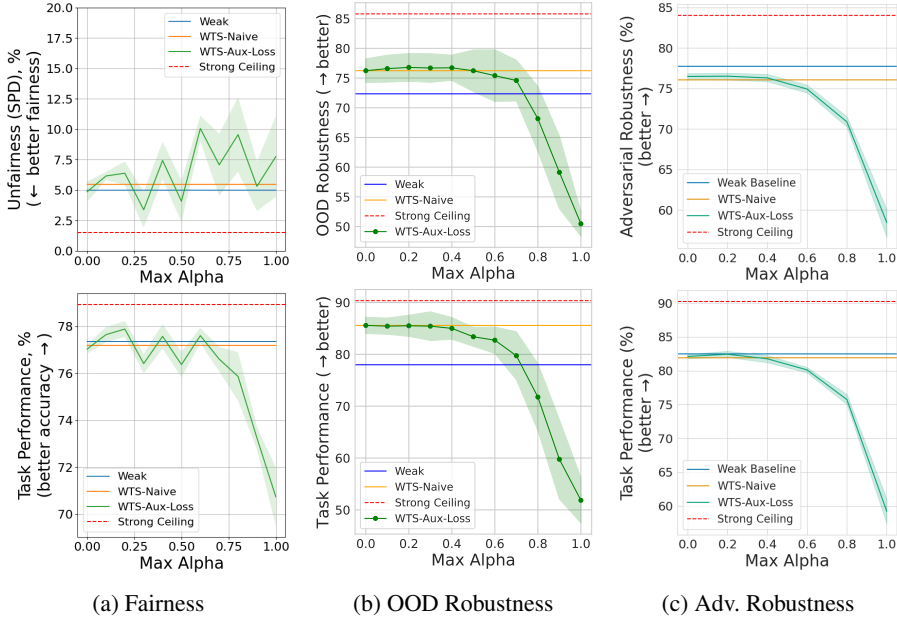 Unfairness (SPD), %
(← better fairness)
20.0
17.5
15.0
12.5
10.0
7.5
5.0
2.5
0.0
Weak
WTS-Naive
WTS-Aux-Loss
Strong Ceiling
0.00 0.25 0.50 0.75 1.00
Max Alpha
OOD Robustness (→ better)
85
80
75
70
65
60
55
50
Weak
WTS-Naive
Strong Ceiling
WTS-Aux-Loss
0.0 0.2 0.4 0.6 0.8 1.0
Max Alpha
Adversarial Robustness (%)
(better →)
85
80
75
70
65
60
Weak Baseline
WTS-Naive
WTS-Aux-Loss
Strong Ceiling
0.0 0.2 0.4 0.6 0.8 1.0
Max Alpha
Task Performance, %
(better accuracy →)
78
76
74
72
70
Weak
WTS-Naive
WTS-Aux-Loss
Strong Ceiling
0.00 0.25 0.50 0.75 1.00
Max Alpha
Task Performance (→ better)
90
80
70
60
50
Weak
WTS-Naive
Strong Ceiling
WTS-Aux-Loss
0.0 0.2 0.4 0.6 0.8 1.0
Max Alpha
Task Performance (%)
(better →)
90
85
80
75
70
65
60
Weak Baseline
WTS-Naive
WTS-Aux-Loss
Strong Ceiling
0.0 0.2 0.4 0.6 0.8 1.0
Max Alpha
(a) Fairness
(b) OOD Robustness
(c) Adv. Robustness